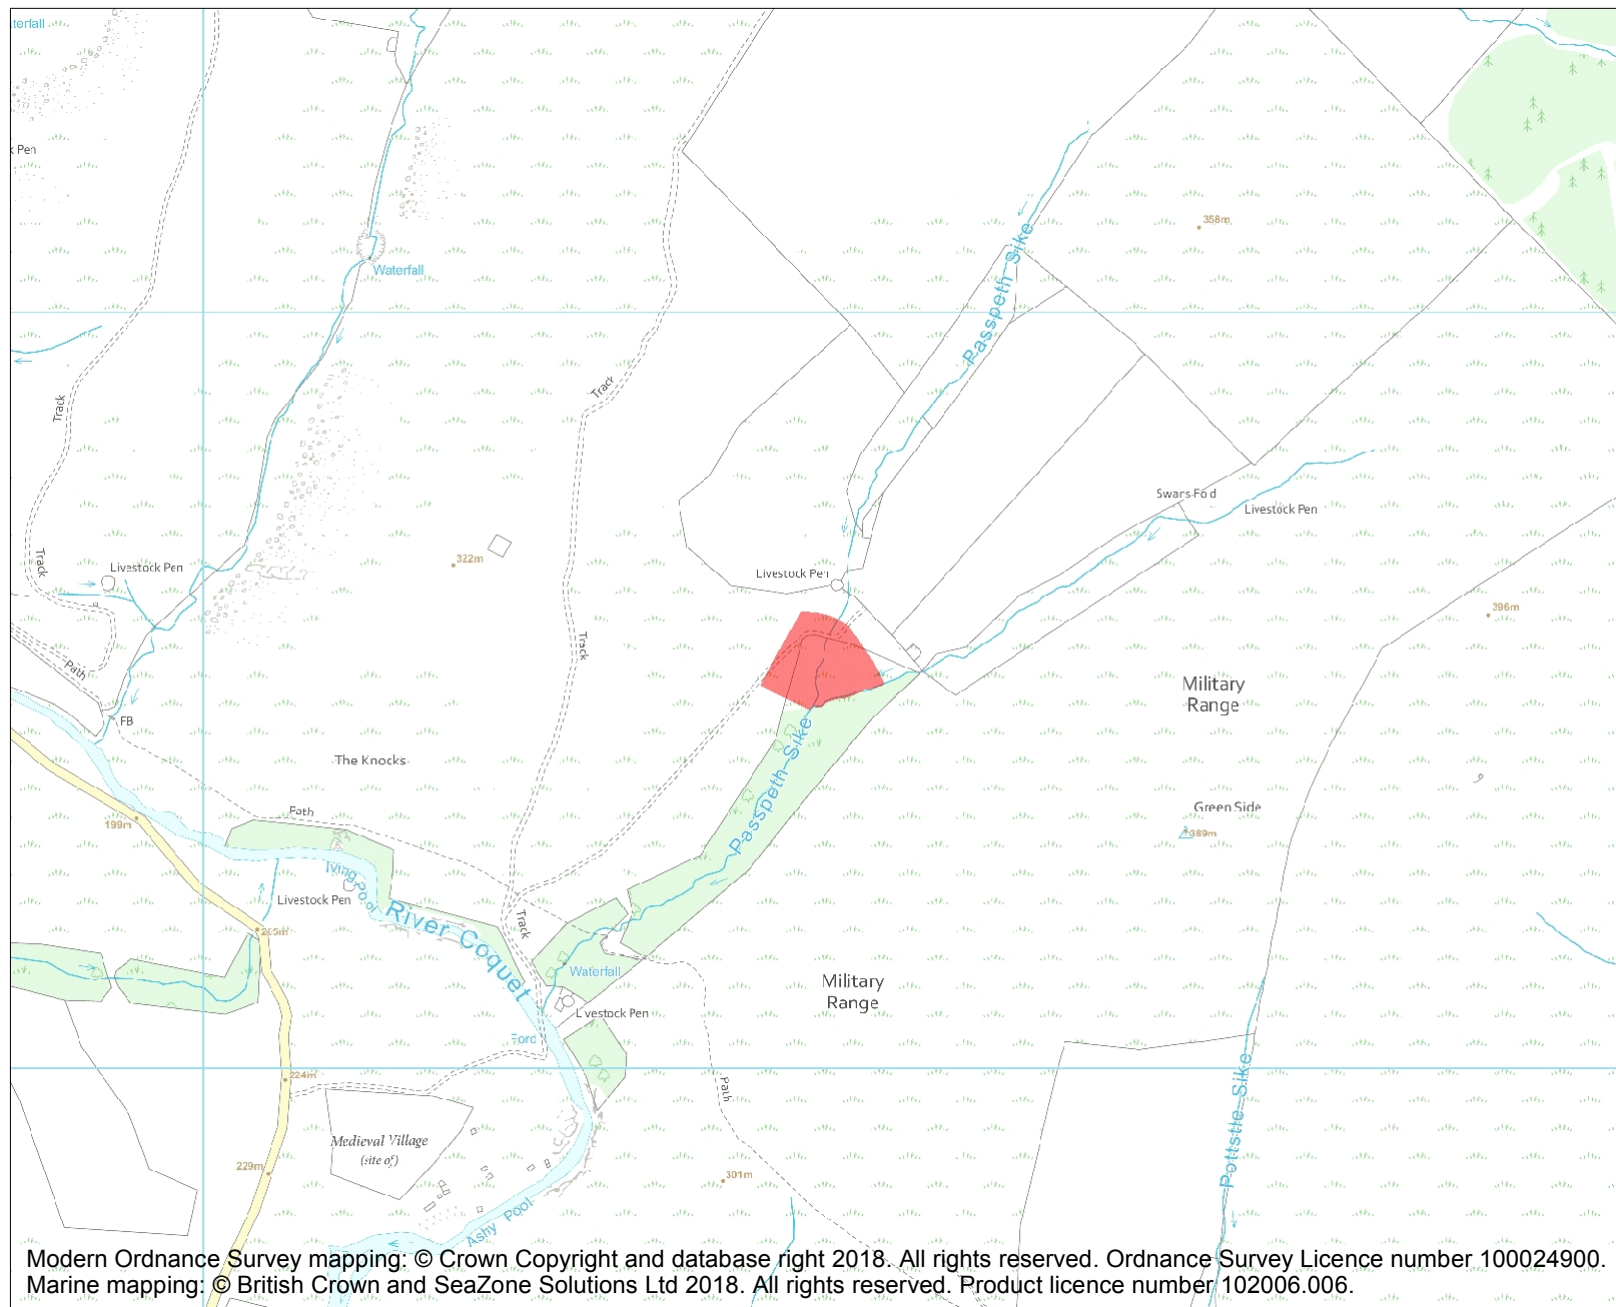 terfall
Pen
358m
Passpeth Sike
Waterfall
Track
Track
Swans Fold
Livestock Pen
322m
Track
Livestock Pen
Livestock Pen
396m
Track
Path
Military
Range
FB
The Knocks
Passpeth Sike
Path
Green Side
199m
389m
Livestock Pen
River Coquet
Track
205m
Waterfall
Military
Range
Livestock Pen
Ford
224m
Path
Pottstle Sike
Medieval Village
(site of)
229m
301m
Ashy Pool
Modern Ordnance Survey mapping: © Crown Copyright and database right 2018. All rights reserved. Ordnance Survey Licence number 100024900.
Marine mapping: © British Crown and SeaZone Solutions Ltd 2018. All rights reserved. Product licence number 102006.006.